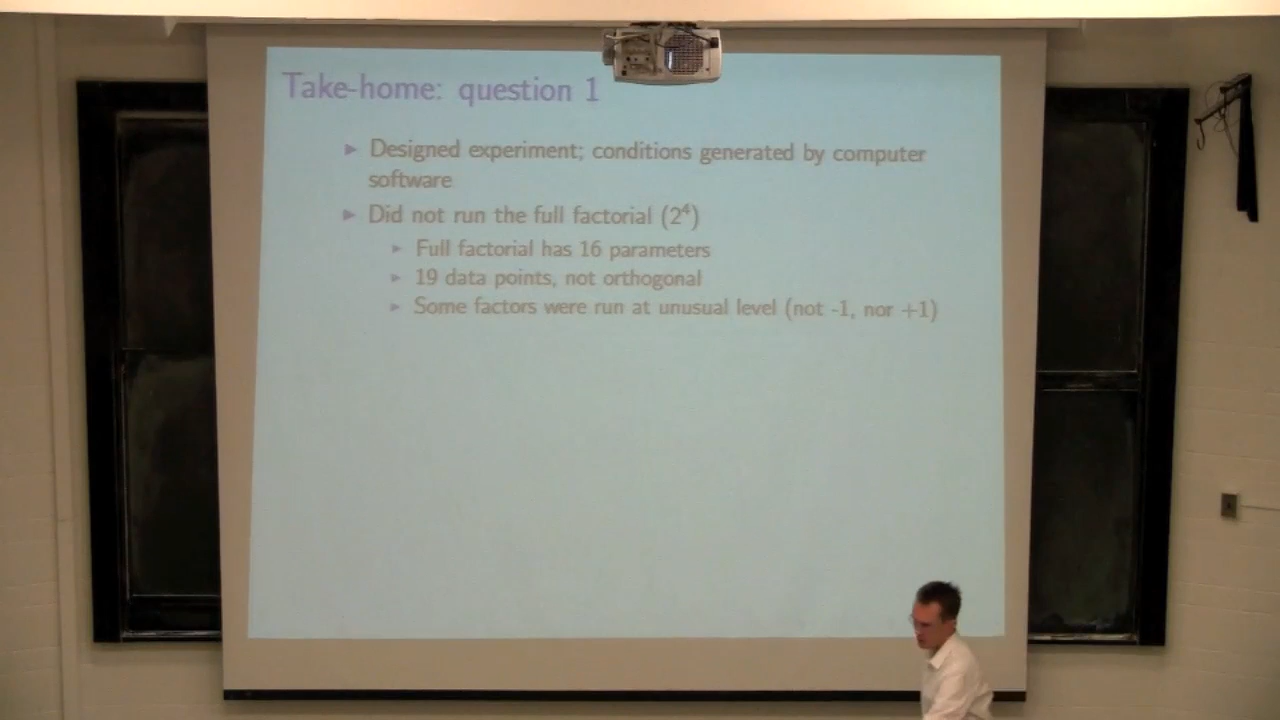 Take-home: question 1
▶ Designed experiment; conditions generated by computer
software
▶ Did not run the full factorial (2⁴)
▶ Full factorial has 16 parameters
▶ 19 data points, not orthogonal
▶ Some factors were run at unusual level (not -1, nor +1)